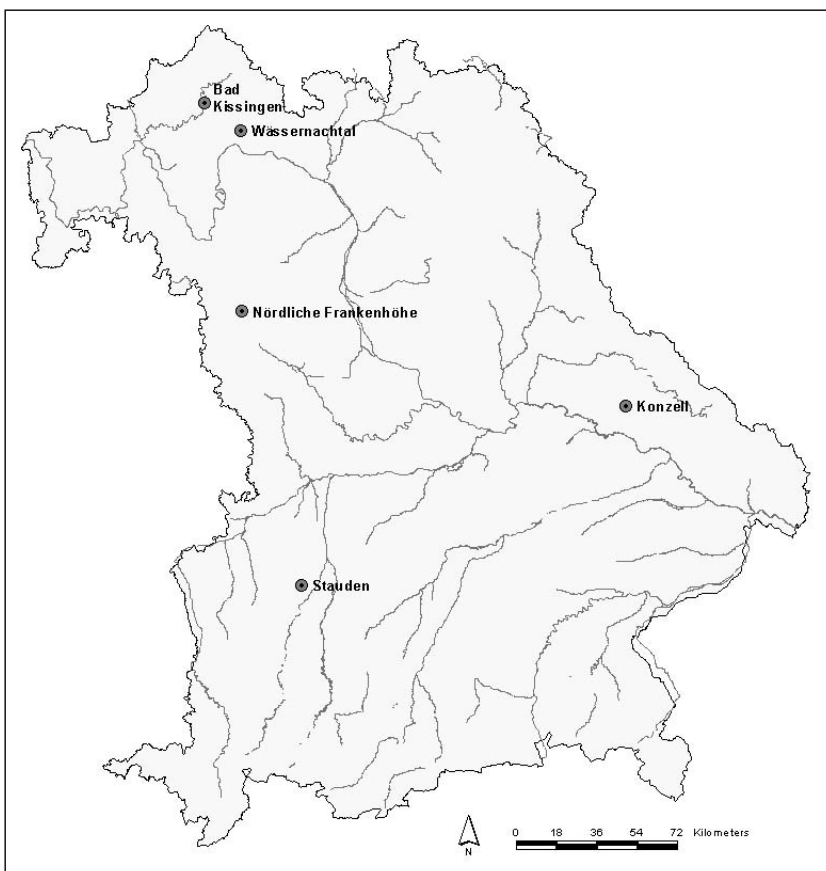 Bad
Kissingen
Wässernachtal
Nördliche Frankenhöhe
Konzell
Stauden
N
0 18 36 54 72 Kilometers